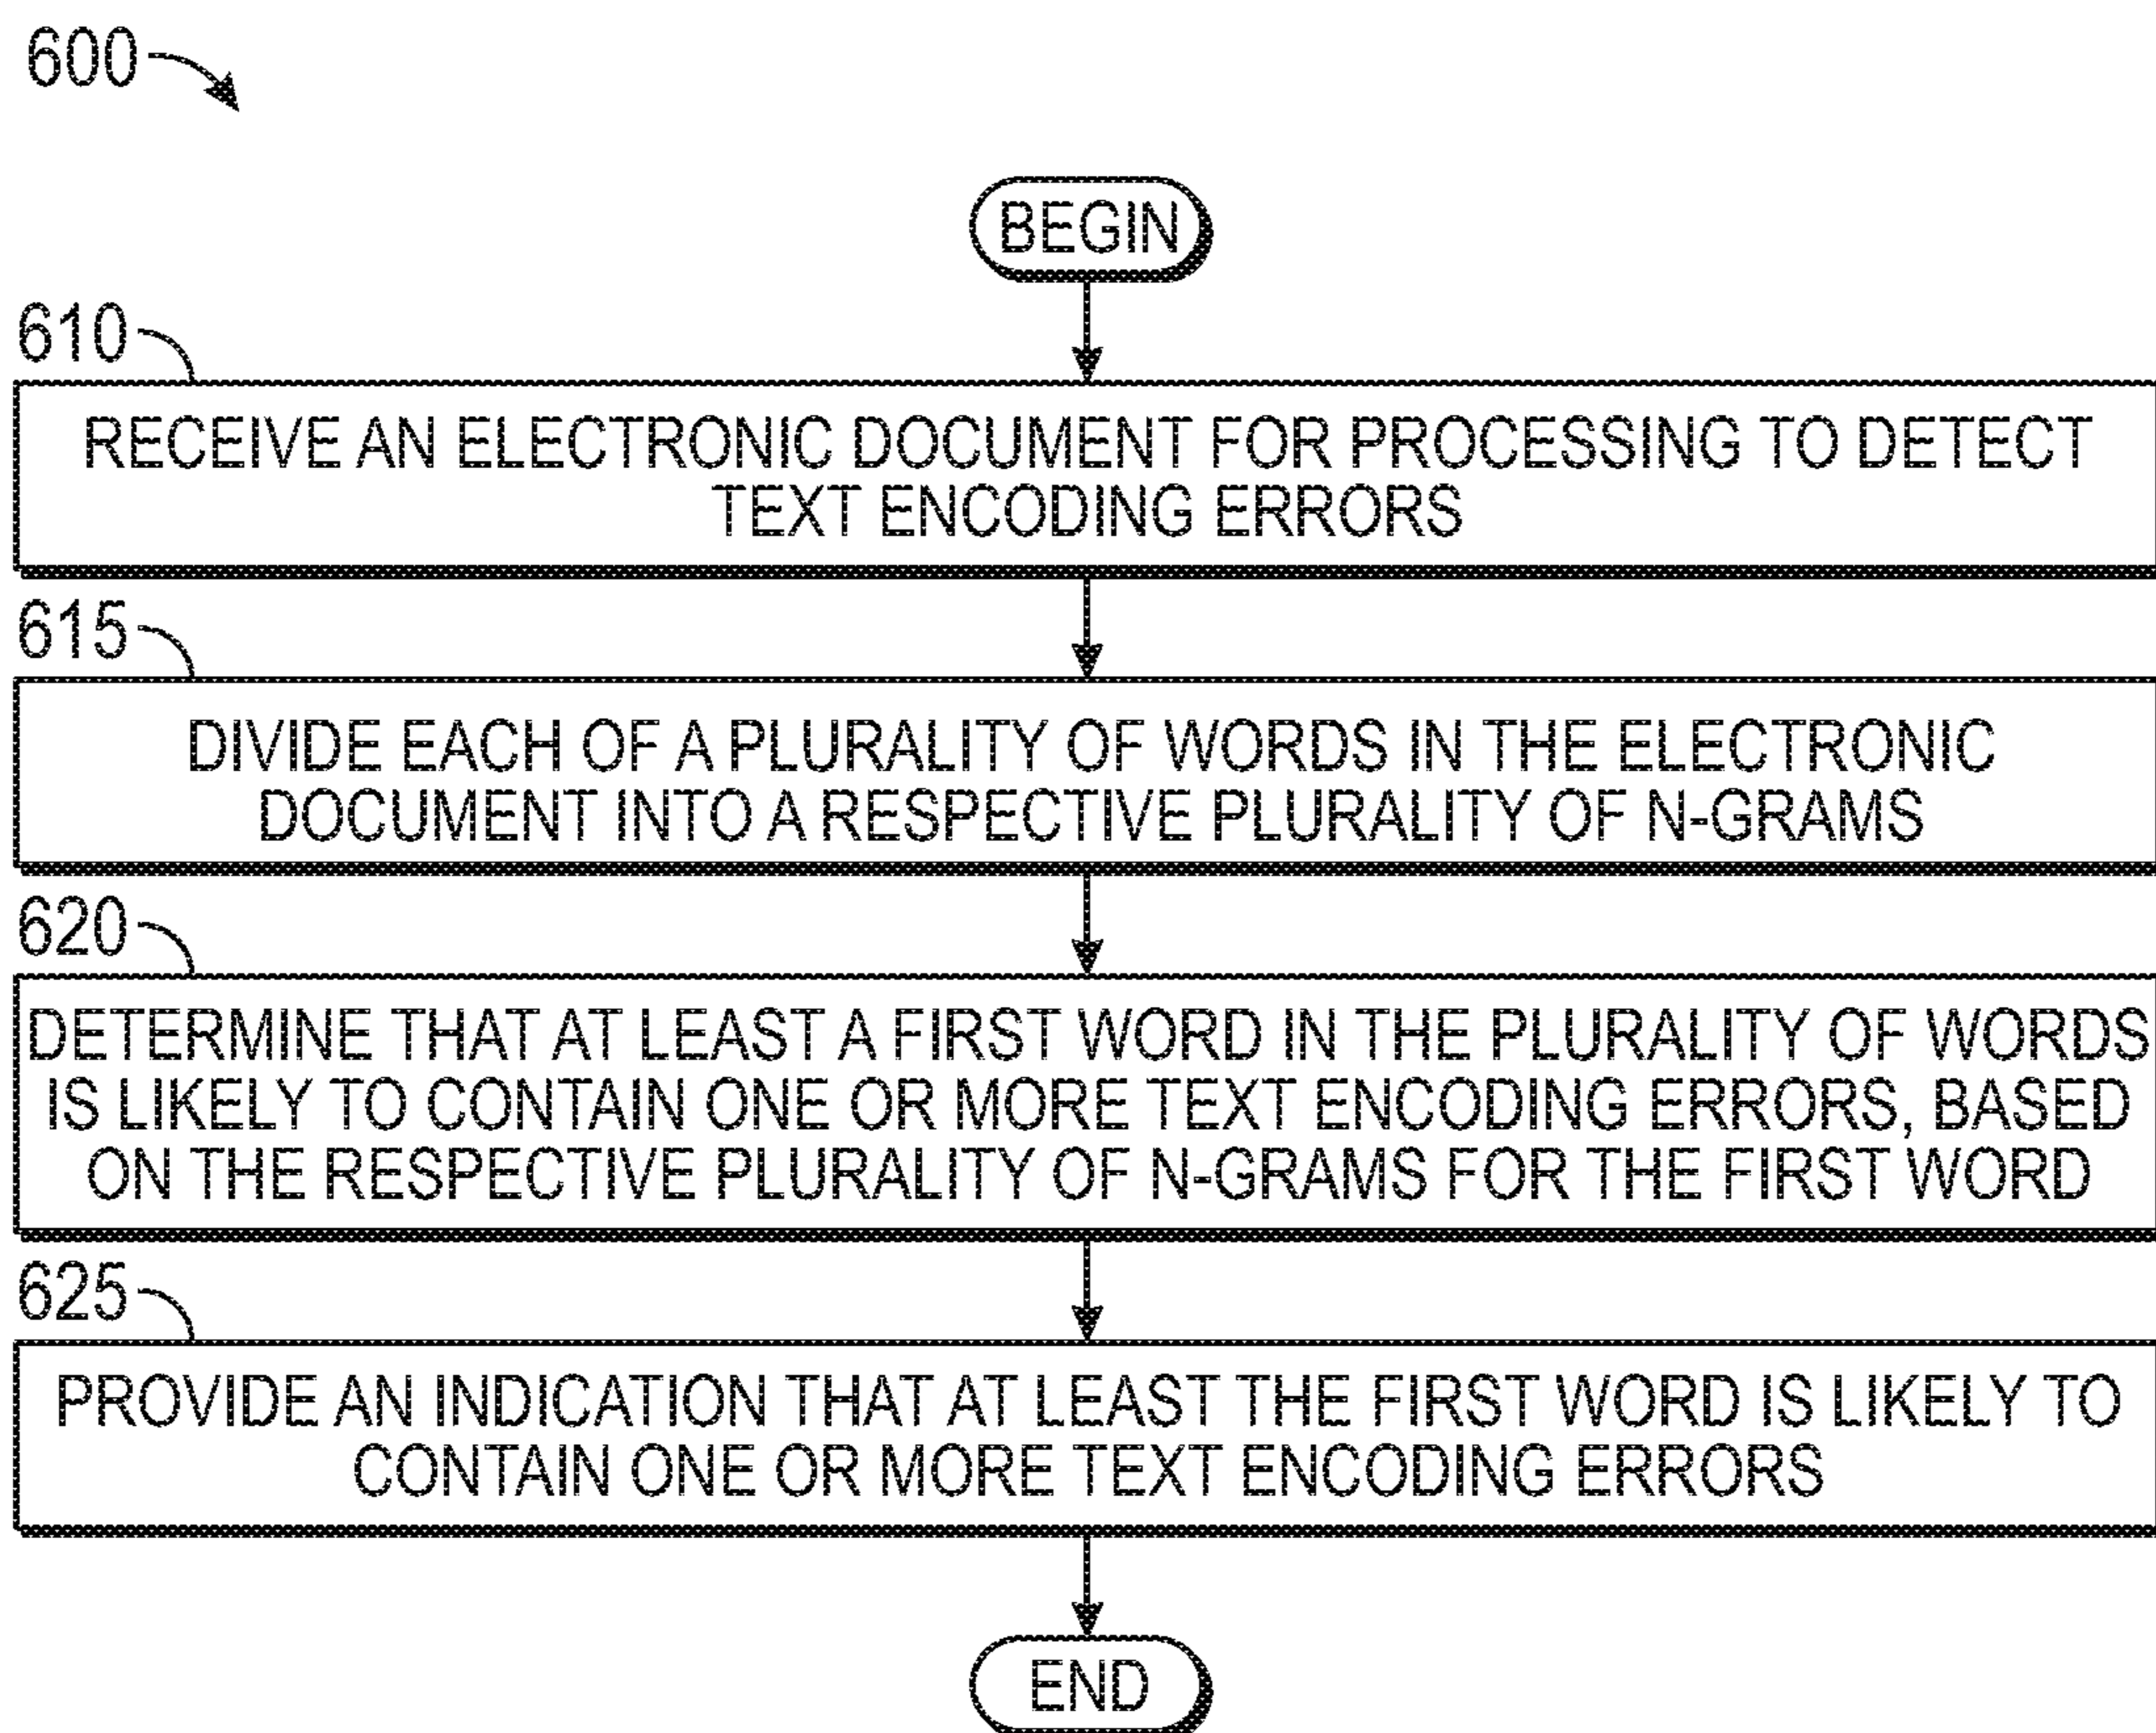 600
BEGIN
610
RECEIVE AN ELECTRONIC DOCUMENT FOR PROCESSING TO DETECT
TEXT ENCODING ERRORS
615
DIVIDE EACH OF A PLURALITY OF WORDS IN THE ELECTRONIC
DOCUMENT INTO A RESPECTIVE PLURALITY OF N-GRAMS
620
DETERMINE THAT AT LEAST A FIRST WORD IN THE PLURALITY OF WORDS
IS LIKELY TO CONTAIN ONE OR MORE TEXT ENCODING ERRORS, BASED
ON THE RESPECTIVE PLURALITY OF N-GRAMS FOR THE FIRST WORD
625
PROVIDE AN INDICATION THAT AT LEAST THE FIRST WORD IS LIKELY TO
CONTAIN ONE OR MORE TEXT ENCODING ERRORS
END